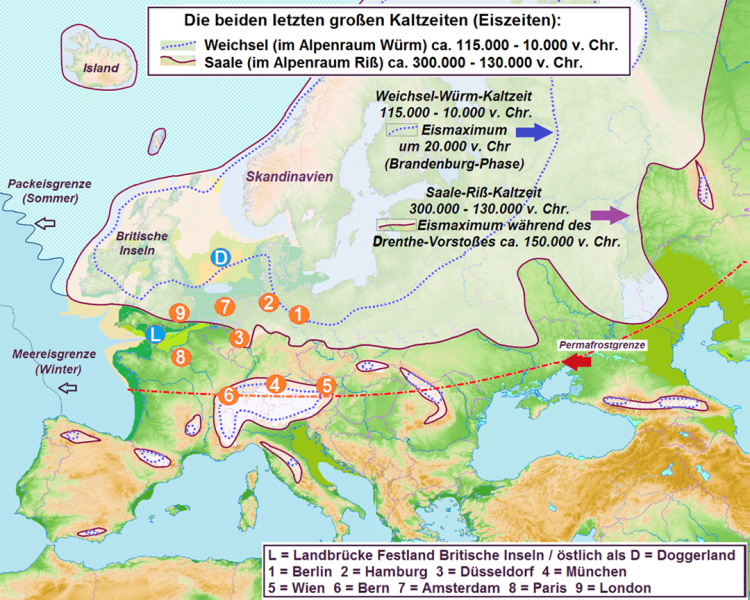 Die beiden letzten großen Kaltzeiten (Eiszeiten):
Weichsel (im Alpenraum Würm) ca. 115.000 - 10.000 v. Chr.
Saale (im Alpenraum Riß) ca. 300.000 - 130.000 v. Chr.
Island
Weichsel-Würm-Kaltzeit
115.000 - 10.000 v. Chr.
Eismaximum
um 20.000 v. Chr
(Brandenburg-Phase)
Skandinavien
Packeisgrenze
(Sommer)
Saale-Riß-Kaltzeit
300.000 - 130.000 v. Chr.
Eismaximum während des
Drenthe-Vorstoßes ca. 150.000 v. Chr.
Britische
Inseln
D
9
7
2
1
L
3
8
Permafrostgrenze
Meereisgrenze
(Winter)
6
4
5
L = Landbrücke Festland Britische Inseln / östlich als D = Doggerland
1 = Berlin 2 = Hamburg 3 = Düsseldorf 4 = München
5 = Wien 6 = Bern 7 = Amsterdam 8 = Paris 9 = London